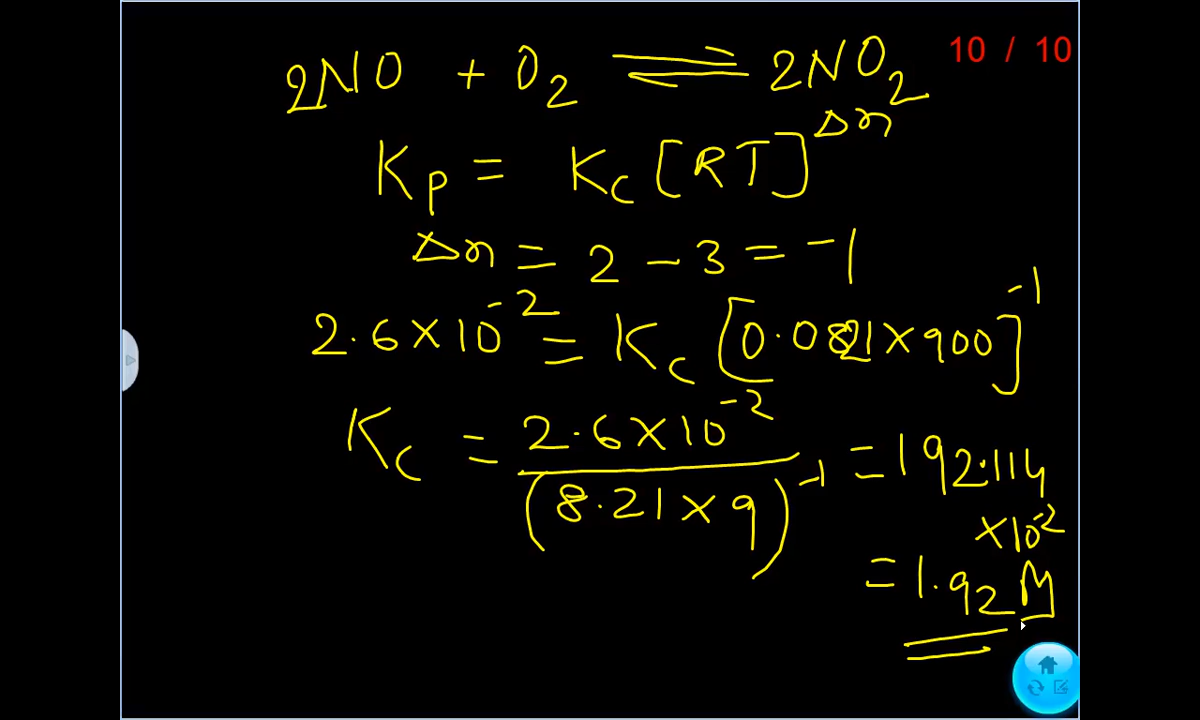 2NO + O₂ ⇌ 2NO₂
10 / 10
Kp = Kc [RT]^Δn
Δn = 2 - 3 = -1
2.6 × 10⁻² = Kc [0.0821 × 900]⁻¹
Kc = 2.6 × 10⁻² / (8.21 × 9)⁻¹ = 192.114
× 10⁻²
= 1.92 M